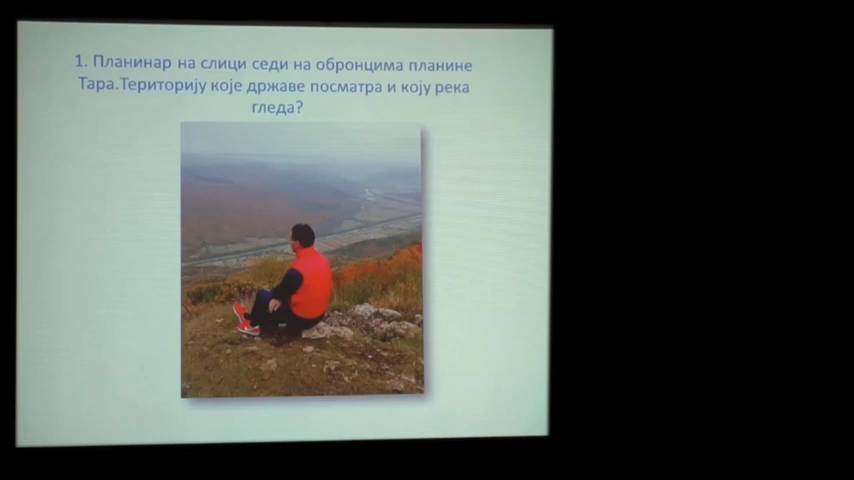 1. Планинар на слици седи на обронцима планине
Тара.Територију које државе посматра и коју река
гледа?